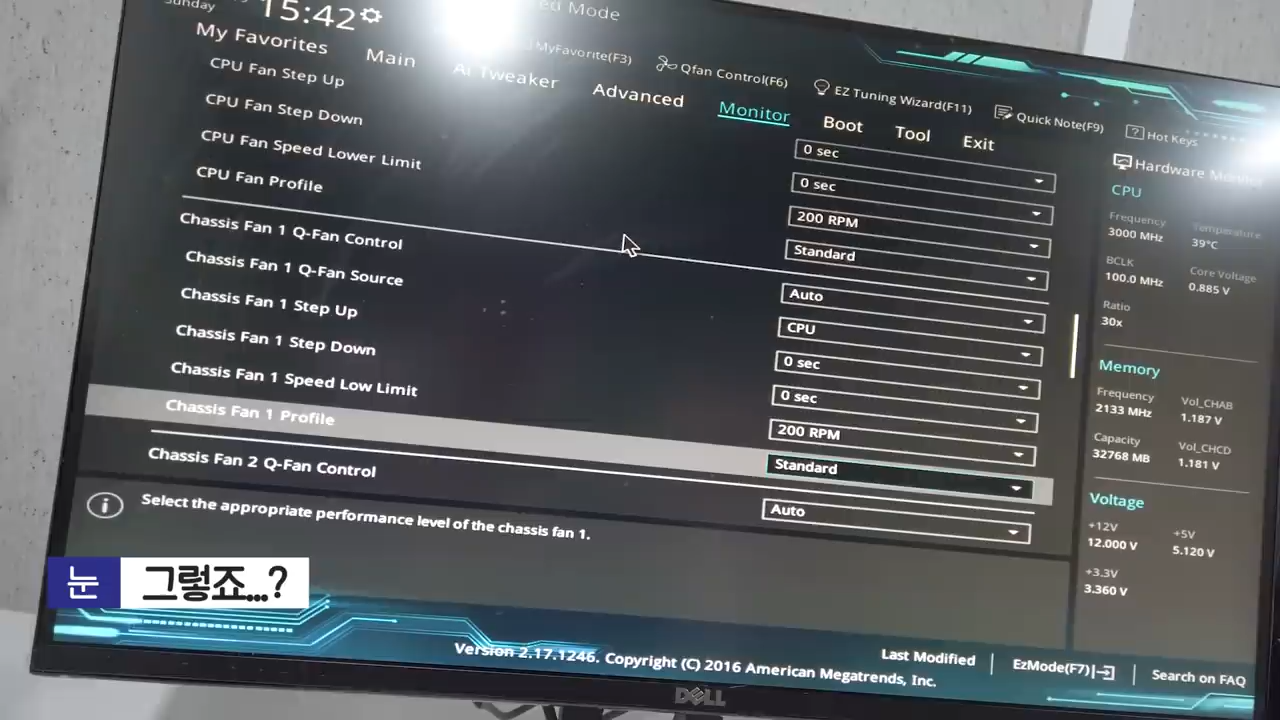 Sunday
15:42
ed Mode
MyFavorite(F3)
Qfan Control(F6)
EZ Tuning Wizard(F11)
Quick Note(F9)
Hot Keys
My Favorites
Main
Ai Tweaker
Advanced
Monitor
Boot
Tool
Exit
CPU Fan Step Up
0 sec
CPU Fan Step Down
0 sec
CPU Fan Speed Lower Limit
200 RPM
CPU Fan Profile
Standard
Chassis Fan 1 Q-Fan Control
Auto
Chassis Fan 1 Q-Fan Source
CPU
Chassis Fan 1 Step Up
0 sec
Chassis Fan 1 Step Down
0 sec
Chassis Fan 1 Speed Low Limit
200 RPM
Chassis Fan 1 Profile
Standard
Chassis Fan 2 Q-Fan Control
Auto
Select the appropriate performance level of the chassis fan 1.
Hardware Monitor
CPU
Frequency
Temperature
3000 MHz
39°C
BCLK
Core Voltage
100.0 MHz
0.885 V
Ratio
30x
Memory
Frequency
Vol_CHAB
2133 MHz
1.187 V
Capacity
Vol_CHCD
32768 MB
1.181 V
Voltage
+12V
+5V
12.000 V
5.120 V
+3.3V
3.360 V
눈 그렇죠...?
Version 2.17.1246. Copyright (C) 2016 American Megatrends, Inc.
Last Modified
EzMode(F7)
Search on FAQ
DELL